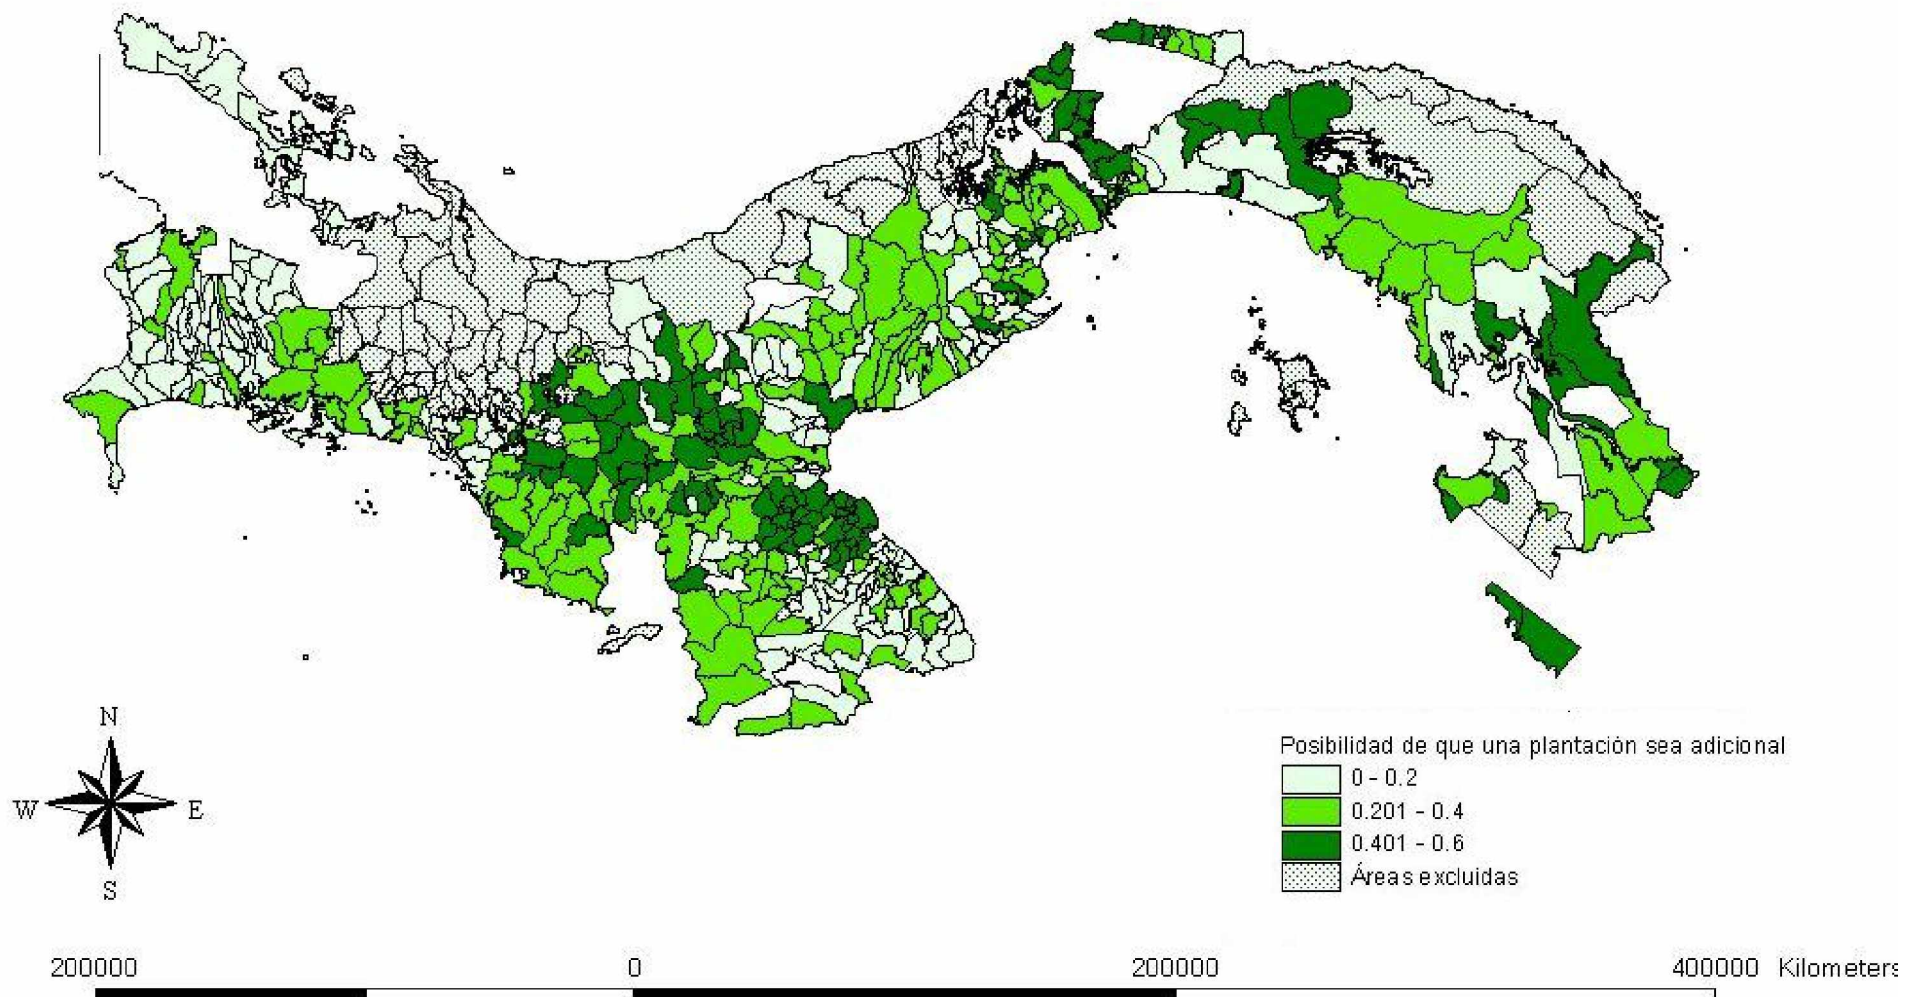 N
W E
S
Posibilidad de que una plantación sea adicional
0 - 0.2
0.201 - 0.4
0.401 - 0.6
Áreas excluidas
200000 0 200000 400000 Kilometers